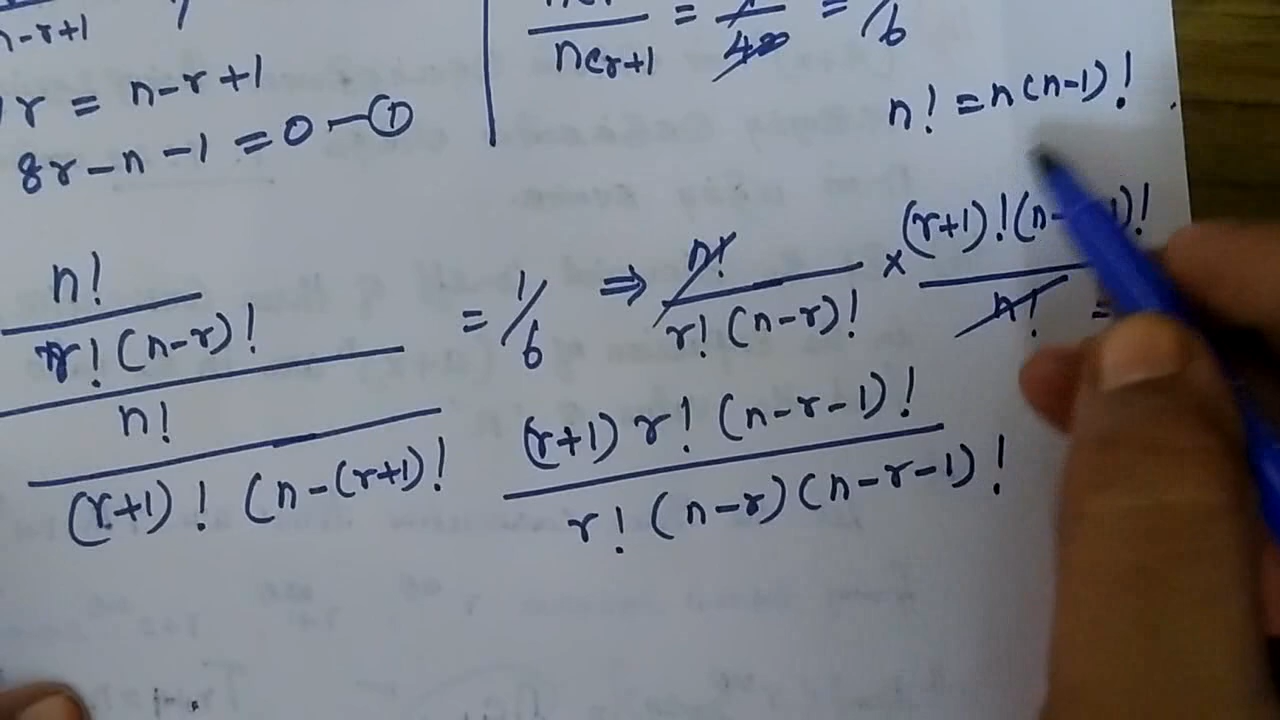 n-r+1
r = n-r+1
8r-n-1 = 0 —①
nCr+1 = 1/6
n! = n(n-1)!
n!
r!(n-r)!
n!
(r+1)! (n-(r+1)!
= 1/6 ⇒ n!/r!(n-r)! × (r+1)!(n- 1)!/n! =
(r+1) r! (n-r-1)!
r! (n-r)(n-r-1)!